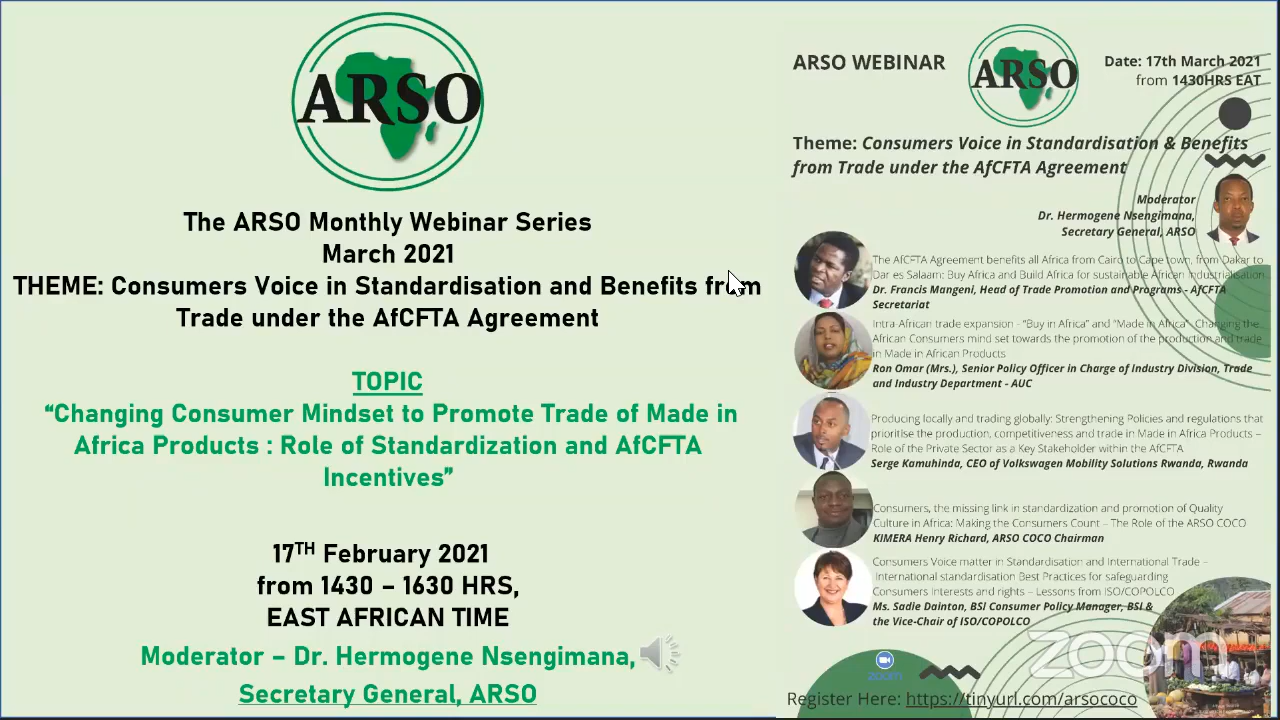 ARSO
The ARSO Monthly Webinar Series
March 2021
THEME: Consumers Voice in Standardisation and Benefits from
Trade under the AfCFTA Agreement
TOPIC
“Changing Consumer Mindset to Promote Trade of Made in
Africa Products : Role of Standardization and AfCFTA
Incentives”
17TH February 2021
from 1430 – 1630 HRS,
EAST AFRICAN TIME
Moderator – Dr. Hermogene Nsengimana,
Secretary General, ARSO
ARSO WEBINAR
ARSO
Date: 17th March 2021
from 1430HRS EAT
Theme: Consumers Voice in Standardisation & Benefits
from Trade under the AfCFTA Agreement
Moderator
Dr. Hermogene Nsengimana,
Secretary General, ARSO
The AfCFTA Agreement benefits all Africa from Cairo to Cape town, from Dakar to
Dar es Salaam: Buy Africa and Build Africa for sustainable African Industrialisation
Dr. Francis Mangeni, Head of Trade Promotion and Programs - AfCFTA
Secretariat
Intra-African trade expansion - “Buy in Africa” and “Made in Africa”. Changing the
African Consumers mind set towards the promotion of the production and trade
in Made in African Products
Ron Omar (Mrs.), Senior Policy Officer in Charge of Industry Division, Trade
and Industry Department - AUC
Producing locally and trading globally: Strengthening Policies and regulations that
prioritise the production, competitiveness and trade in Made in Africa Products –
Role of the Private Sector as a Key Stakeholder within the AfCFTA
Serge Kamuhinda, CEO of Volkswagen Mobility Solutions Rwanda, Rwanda
Consumers, the missing link in standardization and promotion of Quality
Culture in Africa: Making the Consumers Count – The Role of the ARSO COCO
KIMERA Henry Richard, ARSO COCO Chairman
Consumers Voice matter in Standardisation and International Trade –
International standardisation Best Practices for safeguarding
Consumers interests and rights – Lessons from ISO/COPOLCO
Ms. Sadie Dainton, BSI Consumer Policy Manager, BSI &
the Vice-Chair of ISO/COPOLCO
zoom
zoom
Register Here: https://tinyurl.com/arsococo